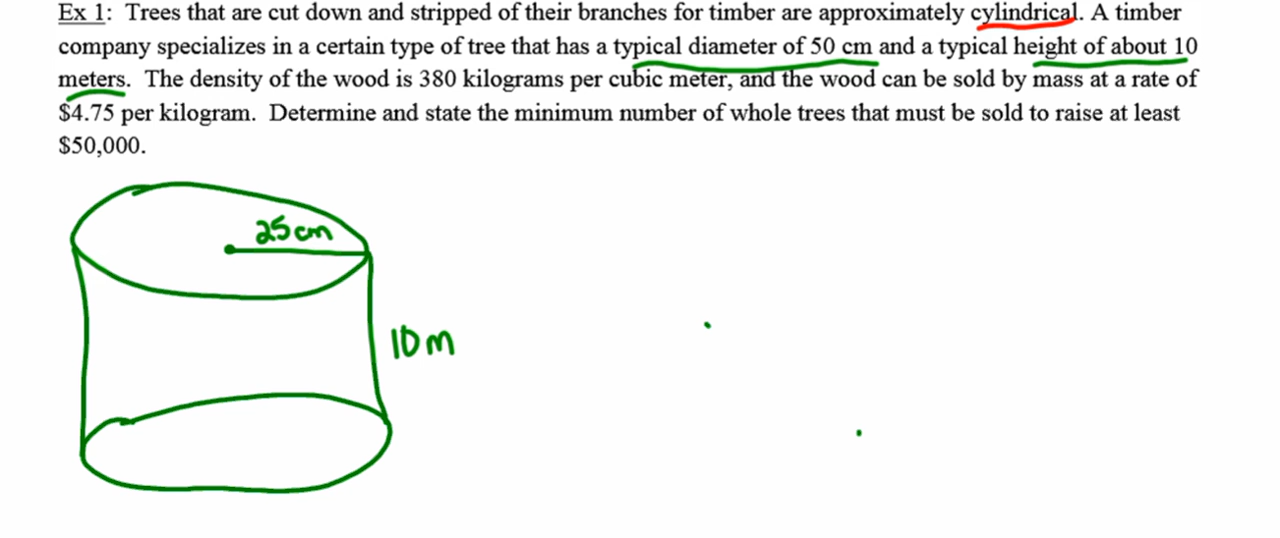 Ex 1: Trees that are cut down and stripped of their branches for timber are approximately cylindrical. A timber
company specializes in a certain type of tree that has a typical diameter of 50 cm and a typical height of about 10
meters. The density of the wood is 380 kilograms per cubic meter, and the wood can be sold by mass at a rate of
$4.75 per kilogram. Determine and state the minimum number of whole trees that must be sold to raise at least
$50,000.
25cm
10m